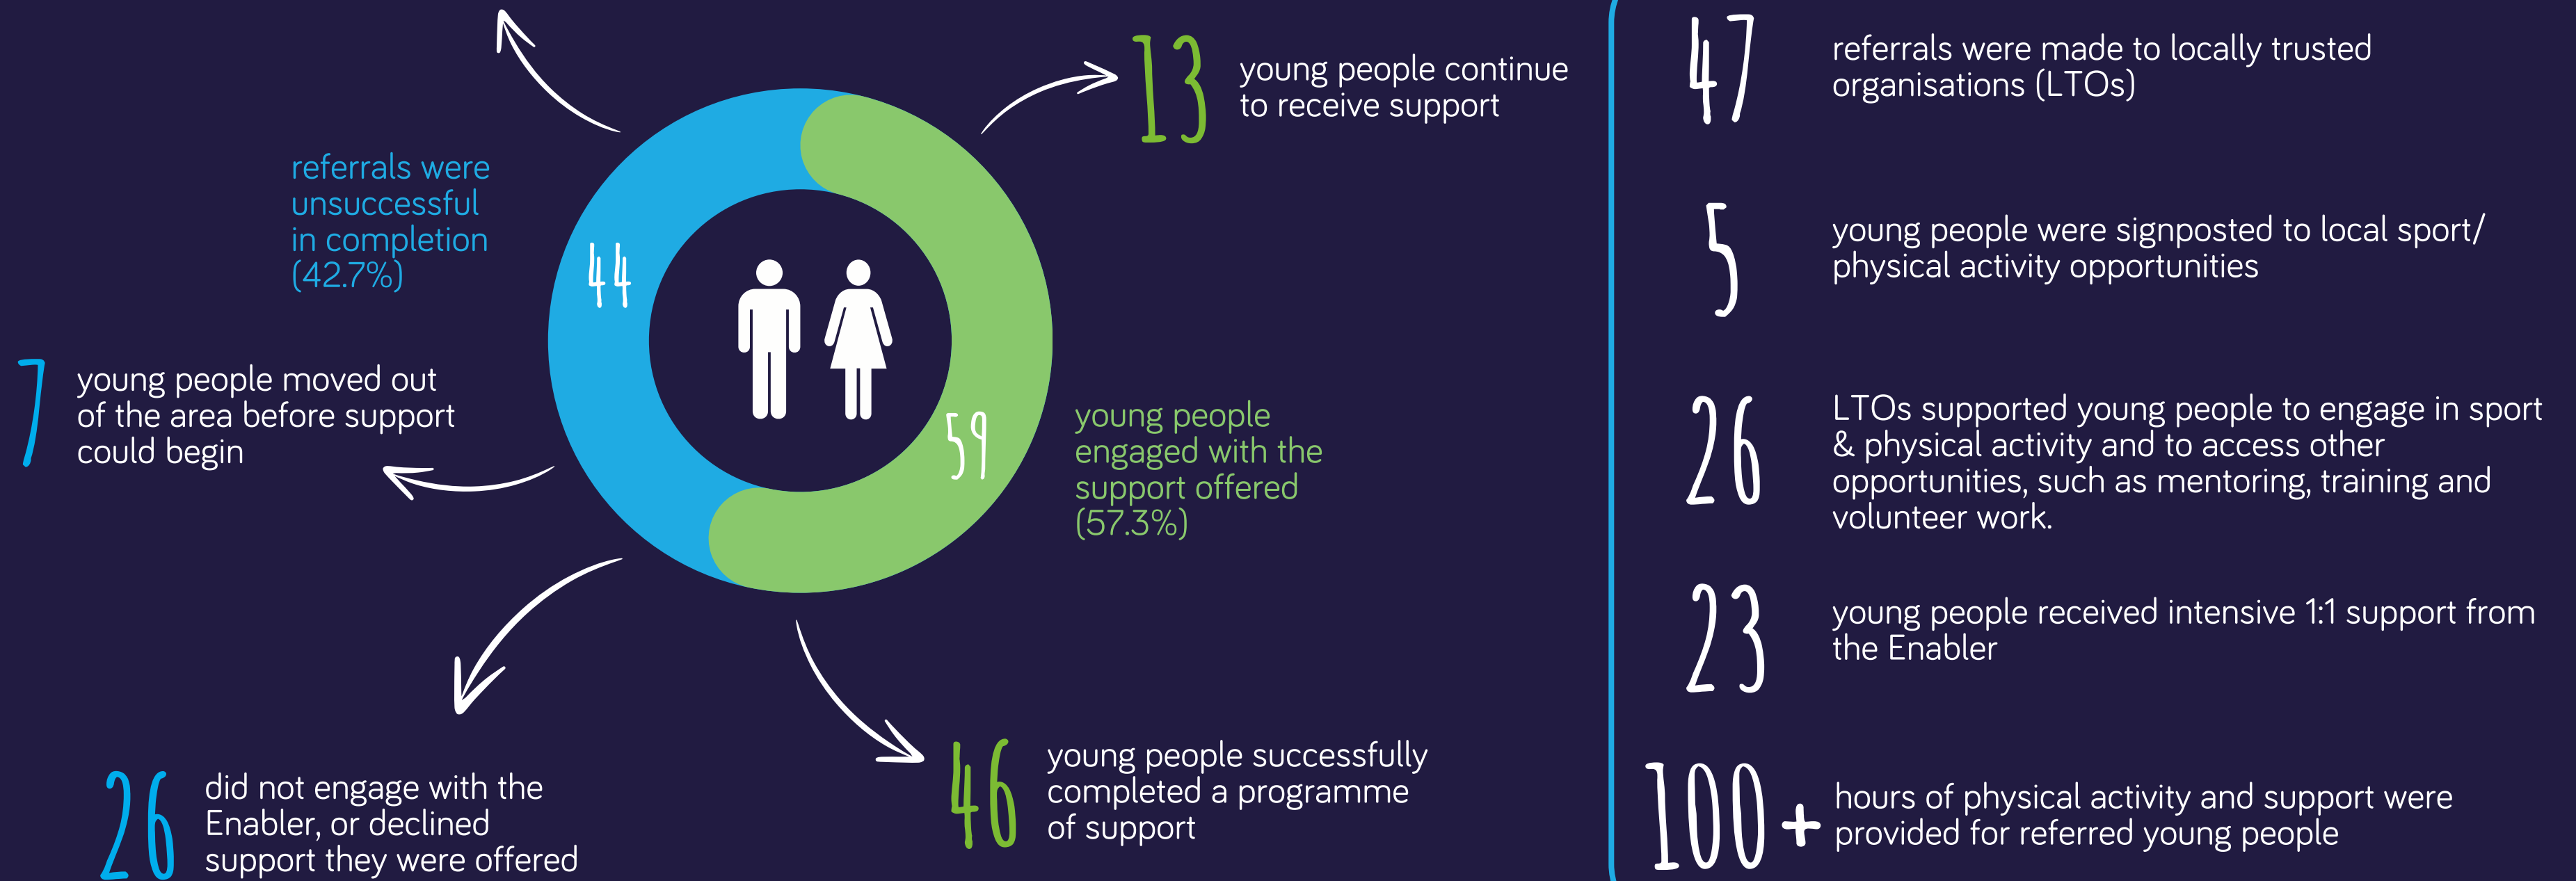 13
young people continue
to receive support
referrals were
unsuccessful
in completion
(42.7%)
44
7
young people moved out
of the area before support
could begin
59
young people
engaged with the
support offered
(57.3%)
26
did not engage with the
Enabler, or declined
support they were offered
46
young people successfully
completed a programme
of support
47
referrals were made to locally trusted
organisations (LTOs)
5
young people were signposted to local sport/
physical activity opportunities
26
LTOs supported young people to engage in sport
& physical activity and to access other
opportunities, such as mentoring, training and
volunteer work.
23
young people received intensive 1:1 support from
the Enabler
100+
hours of physical activity and support were
provided for referred young people